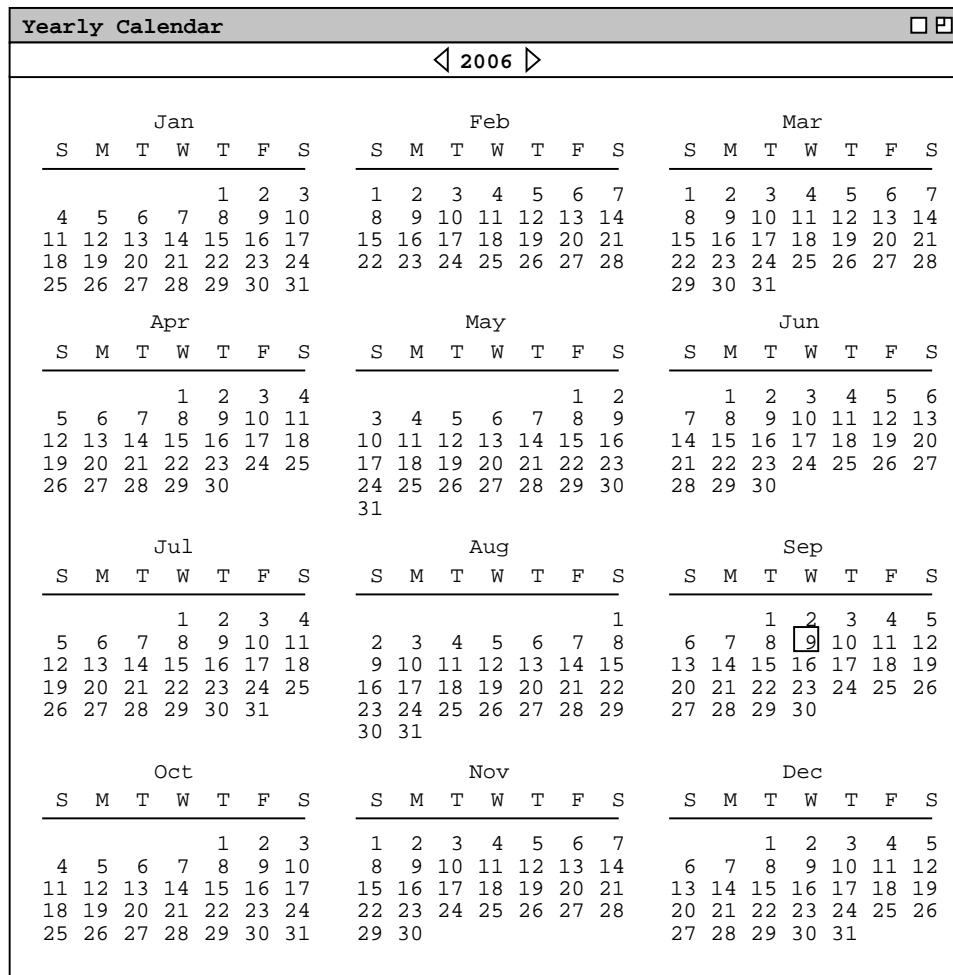 Yearly Calendar
2006
Jan Feb Mar
S M T W T F S S M T W T F S S M T W T F S
1 2 3 1 2 3 4 5 6 7 1 2 3 4 5 6 7
4 5 6 7 8 9 10 8 9 10 11 12 13 14 8 9 10 11 12 13 14
11 12 13 14 15 16 17 15 16 17 18 19 20 21 15 16 17 18 19 20 21
18 19 20 21 22 23 24 22 23 24 25 26 27 28 22 23 24 25 26 27 28
25 26 27 28 29 30 31 29 30 31
Apr May Jun
S M T W T F S S M T W T F S S M T W T F S
1 2 3 4 1 2 1 2 3 4 5 6
5 6 7 8 9 10 11 3 4 5 6 7 8 9 7 8 9 10 11 12 13
12 13 14 15 16 17 18 10 11 12 13 14 15 16 14 15 16 17 18 19 20
19 20 21 22 23 24 25 17 18 19 20 21 22 23 21 22 23 24 25 26 27
26 27 28 29 30 24 25 26 27 28 29 30 28 29 30
31
Jul Aug Sep
S M T W T F S S M T W T F S S M T W T F S
1 2 3 4 1 1 2 3 4 5
5 6 7 8 9 10 11 2 3 4 5 6 7 8 6 7 8 9 10 11 12
12 13 14 15 16 17 18 9 10 11 12 13 14 15 13 14 15 16 17 18 19
19 20 21 22 23 24 25 16 17 18 19 20 21 22 20 21 22 23 24 25 26
26 27 28 29 30 31 23 24 25 26 27 28 29 27 28 29 30
30 31
Oct Nov Dec
S M T W T F S S M T W T F S S M T W T F S
1 2 3 1 2 3 4 5 6 7 1 2 3 4 5
4 5 6 7 8 9 10 8 9 10 11 12 13 14 6 7 8 9 10 11 12
11 12 13 14 15 16 17 15 16 17 18 19 20 21 13 14 15 16 17 18 19
18 19 20 21 22 23 24 22 23 24 25 26 27 28 20 21 22 23 24 25 26
25 26 27 28 29 30 31 29 30 27 28 29 30 31